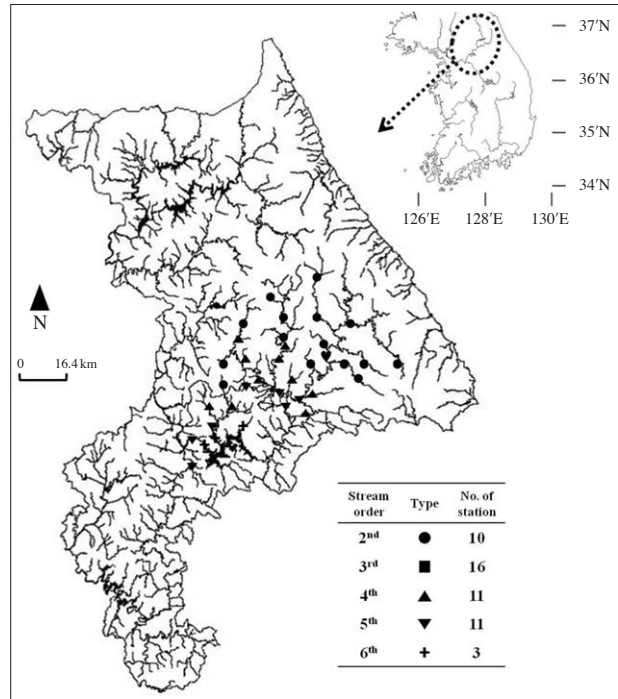 37′N
36′N
35′N
34′N
126′E 128′E 130′E
N
0 16.4 km
Stream order Type No. of station
2nd 10
3rd 16
4th 11
5th 11
6th 3